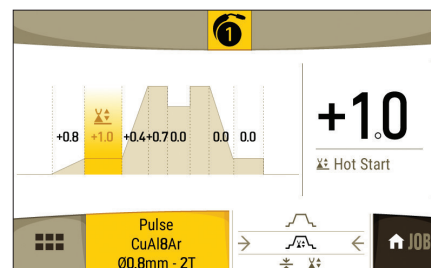 1
+0.8 +1.0 +0.4 +0.7 0.0 0.0 0.0
+1.0
Hot Start
Pulse
CuAl8Ar
Ø0.8mm - 2T
JOB